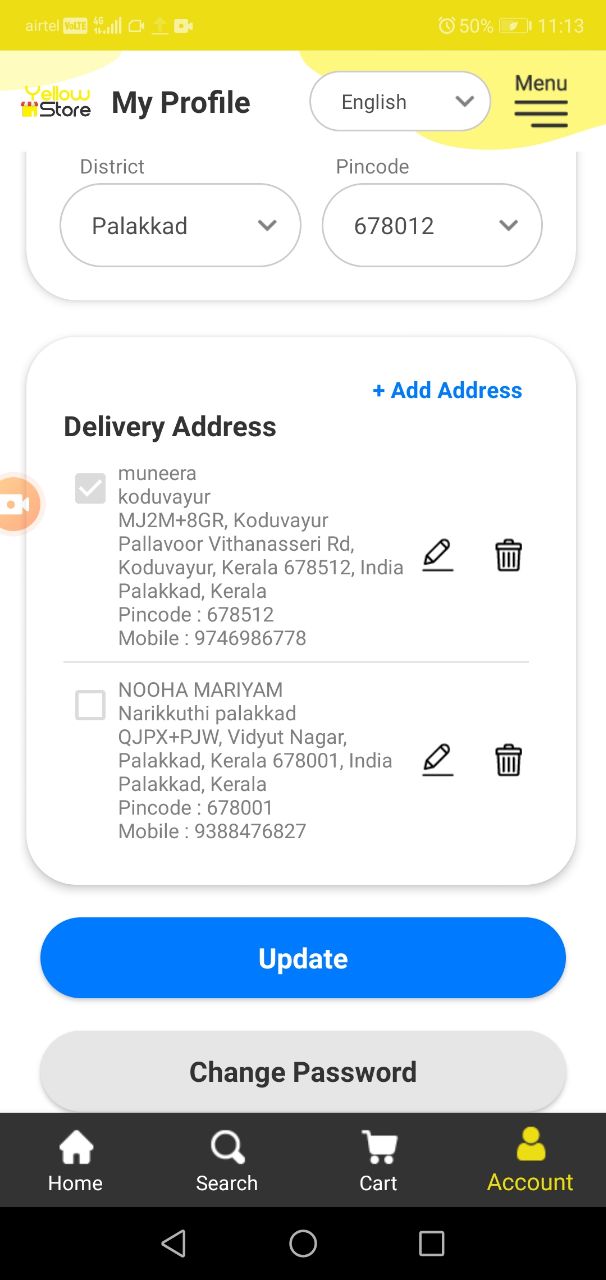 airtel VoLTE 4G 50% 11:13
Yellow
Store
My Profile
English
Menu
District
Pincode
Palakkad
678012
+ Add Address
Delivery Address
muneera
koduvayur
MJ2M+8GR, Koduvayur
Pallavoor Vithanasseri Rd,
Koduvayur, Kerala 678512, India
Palakkad, Kerala
Pincode : 678512
Mobile : 9746986778
NOOHA MARIYAM
Narikkuthi palakkad
QJPX+PJW, Vidyut Nagar,
Palakkad, Kerala 678001, India
Palakkad, Kerala
Pincode : 678001
Mobile : 9388476827
Update
Change Password
Home
Search
Cart
Account